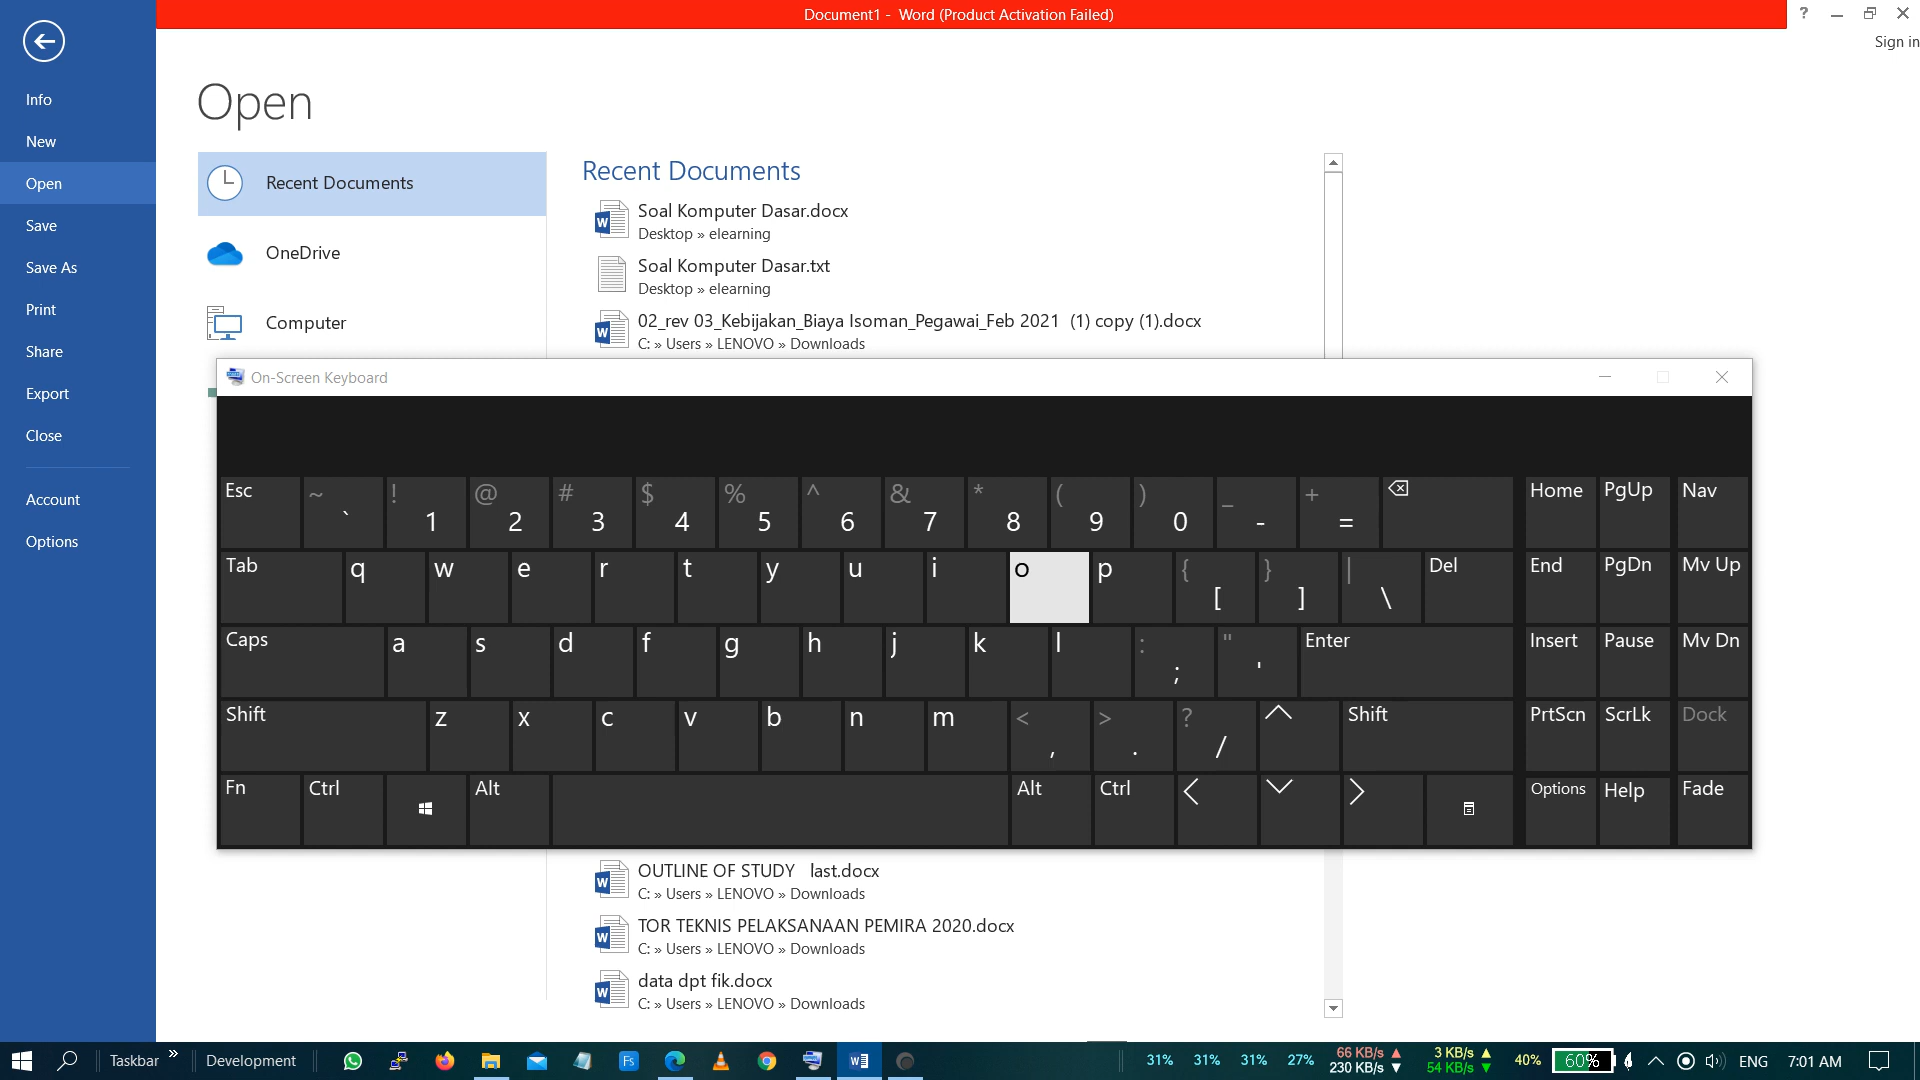 Document1 - Word (Product Activation Failed)
?
Sign in
Info
New
Open
Save
Save As
Print
Share
Export
Close
Account
Options
Open
Recent Documents
OneDrive
Computer
Recent Documents
Soal Komputer Dasar.docx
Desktop » elearning
Soal Komputer Dasar.txt
Desktop » elearning
02_rev 03_Kebijakan_Biaya Isoman_Pegawai_Feb 2021 (1) copy (1).docx
C: » Users » LENOVO » Downloads
On-Screen Keyboard
Esc ~ ` ! 1 @ 2 # 3 $ 4 % 5 ^ 6 & 7 * 8 ( 9 ) 0 _ - + = Home PgUp Nav
Tab q w e r t y u i o p { [ } ] | \ Del End PgDn Mv Up
Caps a s d f g h j k l : ; " ' Enter Insert Pause Mv Dn
Shift z x c v b n m < , > . ? / Shift PrtScn ScrLk Dock
Fn Ctrl Alt Alt Ctrl Options Help Fade
OUTLINE OF STUDY last.docx
C: » Users » LENOVO » Downloads
TOR TEKNIS PELAKSANAAN PEMIRA 2020.docx
C: » Users » LENOVO » Downloads
data dpt fik.docx
C: » Users » LENOVO » Downloads
Taskbar » Development Fs 31% 31% 31% 27% 66 KB/s 3 KB/s 40% 60% ENG 7:01 AM
230 KB/s 54 KB/s